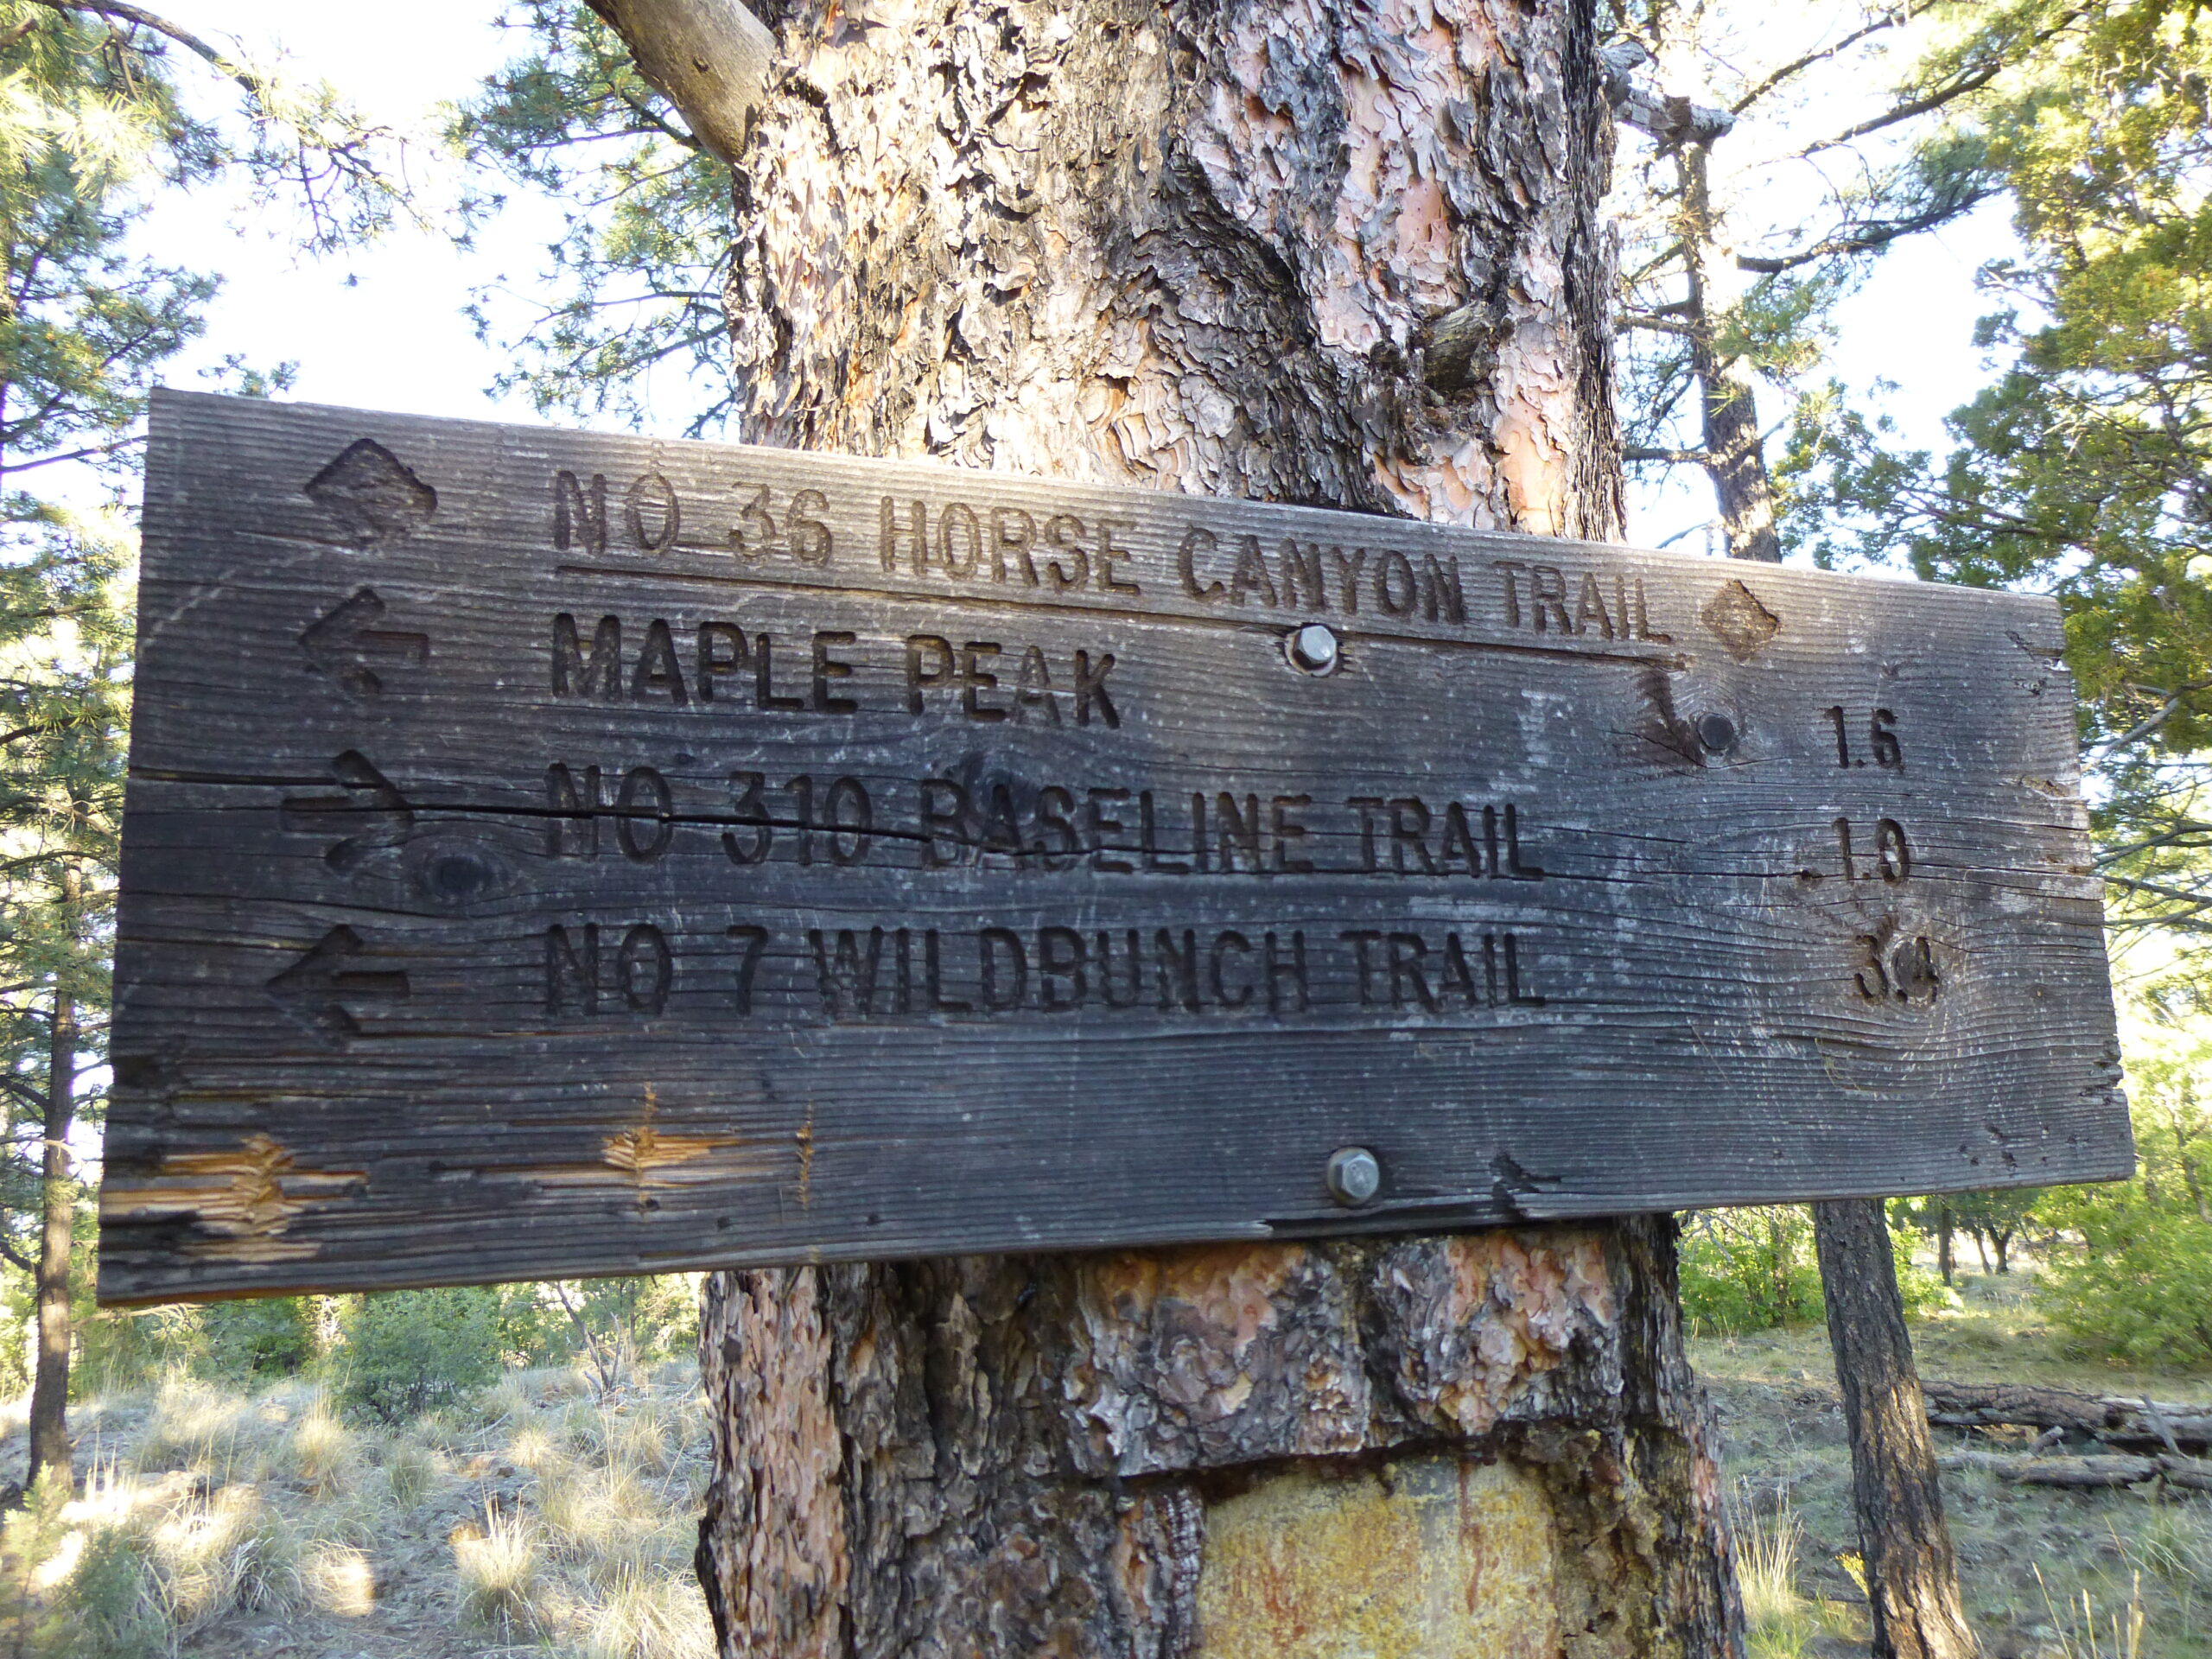 NO 36 HORSE CANYON TRAIL
← MAPLE PEAK 1.6
→ NO 310 BASELINE TRAIL 1.0
← NO 7 WILDBUNCH TRAIL 3.4